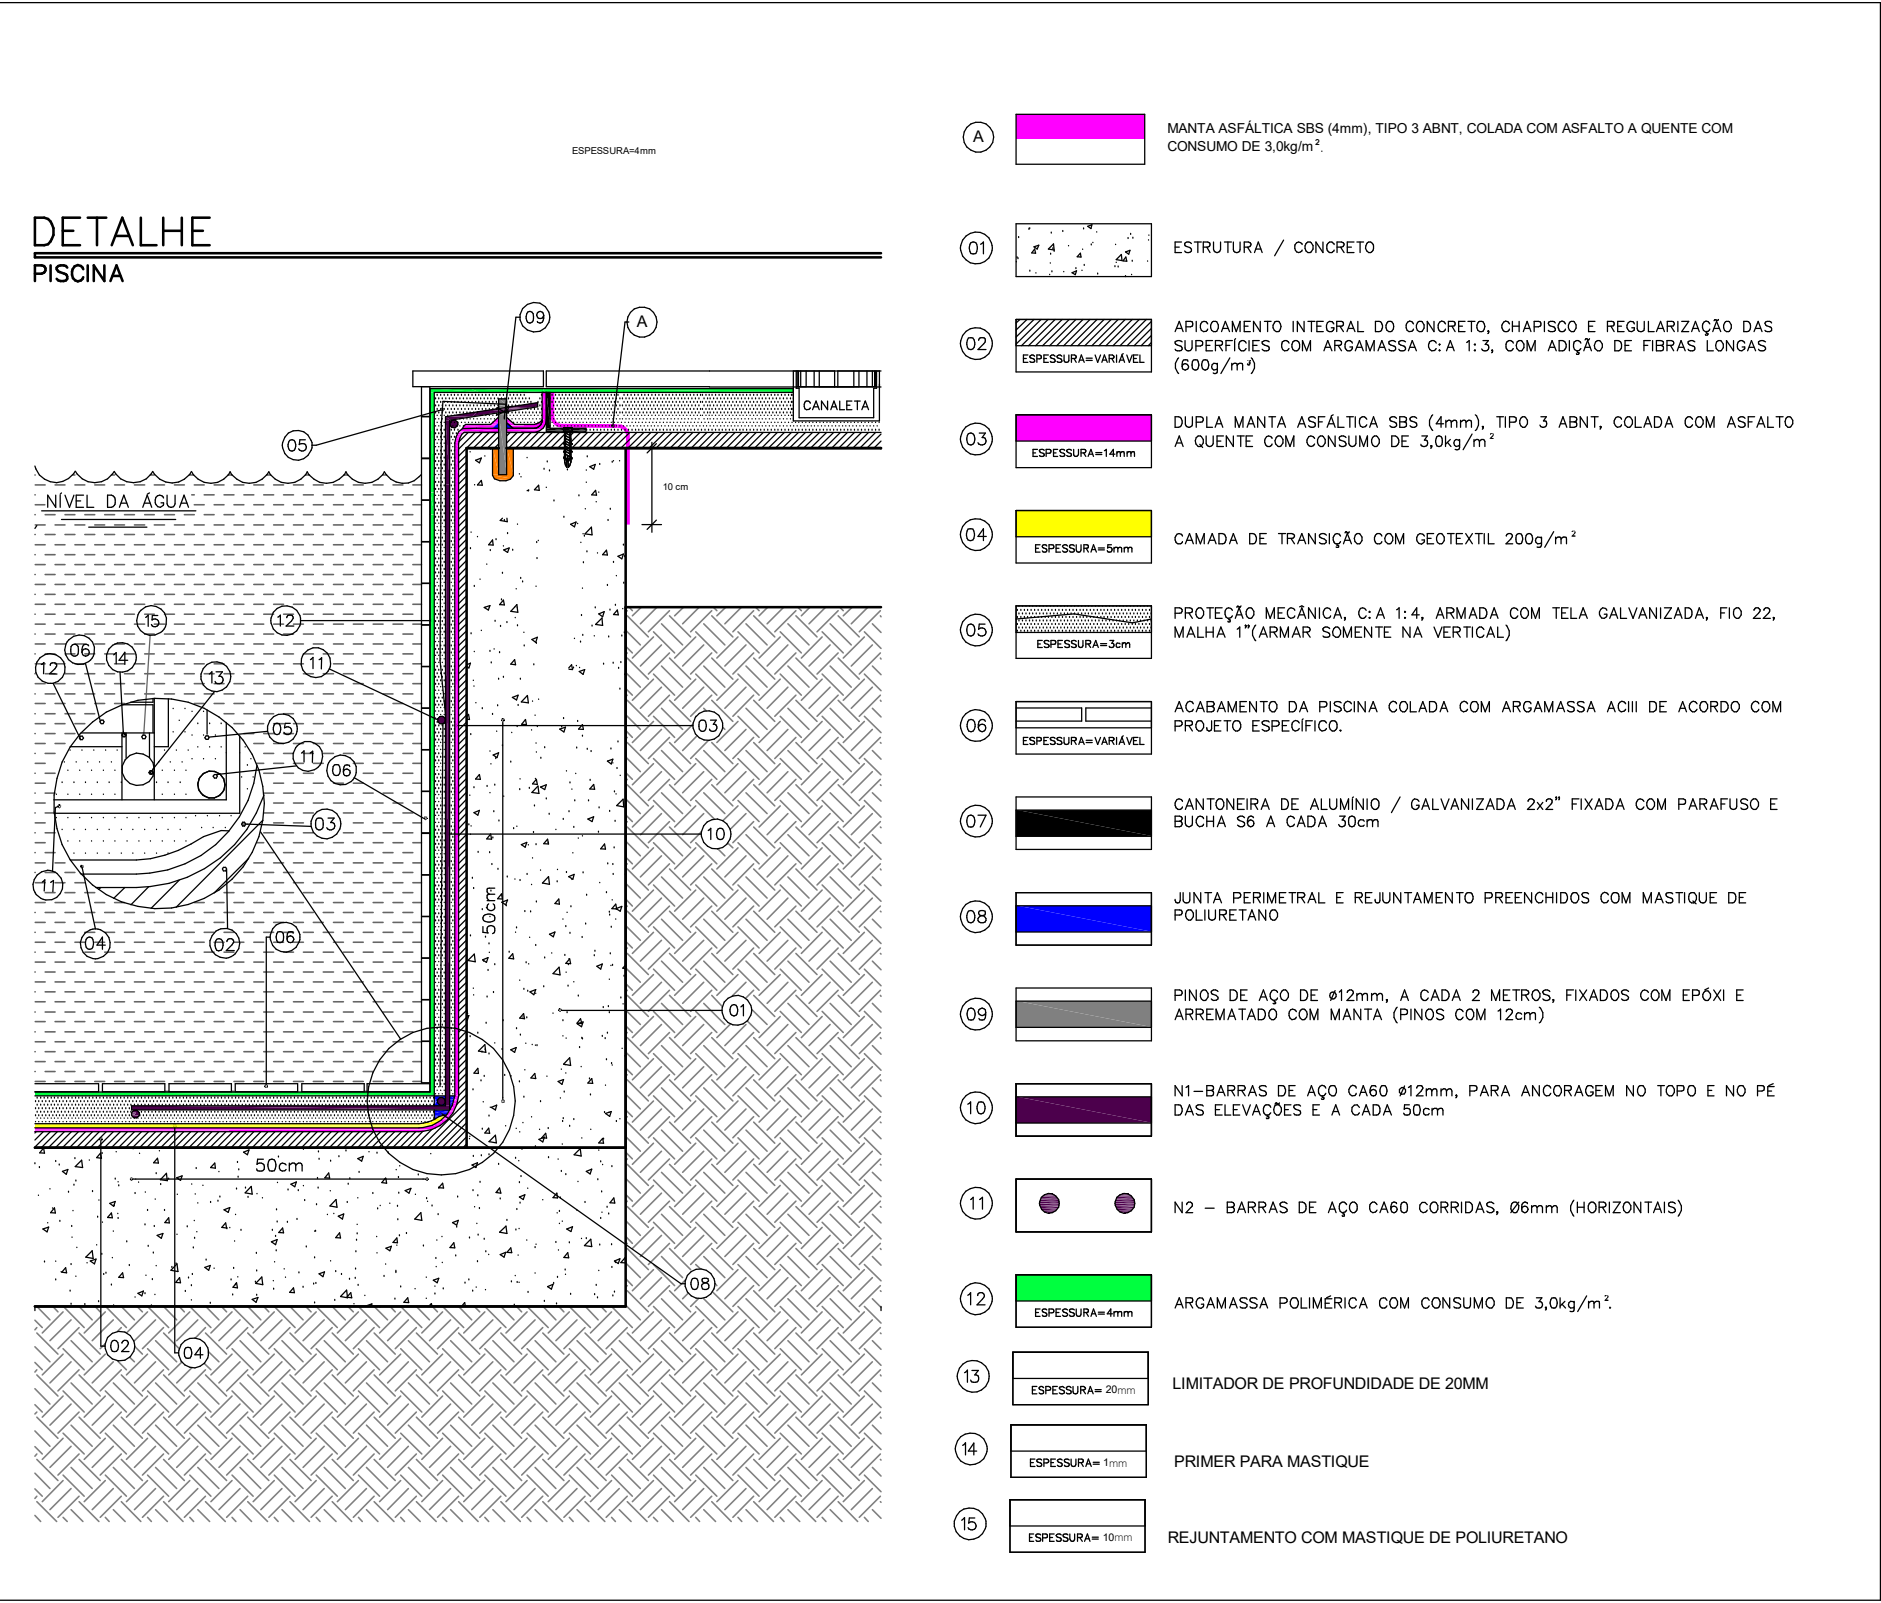 ESPESSURA=4mm
DETALHE
PISCINA
09
A
CANALETA
05
10 cm
NÍVEL DA ÁGUA
15
12
06
14
11
12
13
03
05
11
06
03
10
11
50cm
04
02
06
01
50cm
08
02
04
A
MANTA ASFÁLTICA SBS (4mm), TIPO 3 ABNT, COLADA COM ASFALTO A QUENTE COM
CONSUMO DE 3,0kg/m².
01
ESTRUTURA / CONCRETO
02
ESPESSURA=VARIÁVEL
APICOAMENTO INTEGRAL DO CONCRETO, CHAPISCO E REGULARIZAÇÃO DAS
SUPERFÍCIES COM ARGAMASSA C:A 1:3, COM ADIÇÃO DE FIBRAS LONGAS
(600g/m³)
03
ESPESSURA=14mm
DUPLA MANTA ASFÁLTICA SBS (4mm), TIPO 3 ABNT, COLADA COM ASFALTO
A QUENTE COM CONSUMO DE 3,0kg/m²
04
ESPESSURA=5mm
CAMADA DE TRANSIÇÃO COM GEOTEXTIL 200g/m²
05
ESPESSURA=3cm
PROTEÇÃO MECÂNICA, C:A 1:4, ARMADA COM TELA GALVANIZADA, FIO 22,
MALHA 1"(ARMAR SOMENTE NA VERTICAL)
06
ESPESSURA=VARIÁVEL
ACABAMENTO DA PISCINA COLADA COM ARGAMASSA ACIII DE ACORDO COM
PROJETO ESPECÍFICO.
07
CANTONEIRA DE ALUMÍNIO / GALVANIZADA 2x2" FIXADA COM PARAFUSO E
BUCHA S6 A CADA 30cm
08
JUNTA PERIMETRAL E REJUNTAMENTO PREENCHIDOS COM MASTIQUE DE
POLIURETANO
09
PINOS DE AÇO DE ø12mm, A CADA 2 METROS, FIXADOS COM EPÓXI E
ARREMATADO COM MANTA (PINOS COM 12cm)
10
N1-BARRAS DE AÇO CA60 ø12mm, PARA ANCORAGEM NO TOPO E NO PÉ
DAS ELEVAÇÕES E A CADA 50cm
11
N2 - BARRAS DE AÇO CA60 CORRIDAS, Ø6mm (HORIZONTAIS)
12
ESPESSURA=4mm
ARGAMASSA POLIMÉRICA COM CONSUMO DE 3,0kg/m².
13
ESPESSURA= 20mm
LIMITADOR DE PROFUNDIDADE DE 20MM
14
ESPESSURA= 1mm
PRIMER PARA MASTIQUE
15
ESPESSURA= 10mm
REJUNTAMENTO COM MASTIQUE DE POLIURETANO